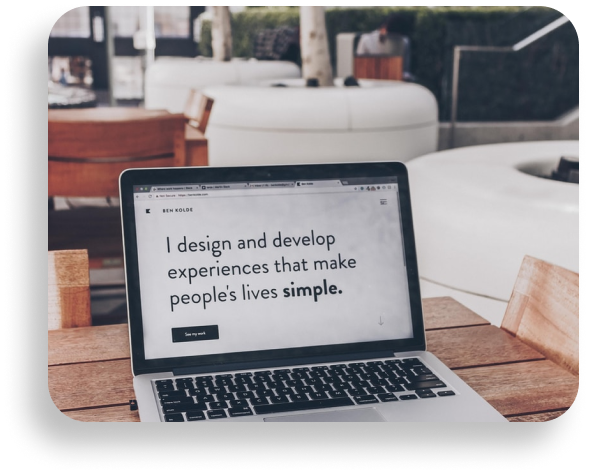 BEN KOLDE
I design and develop
experiences that make
people's lives simple.
See my work